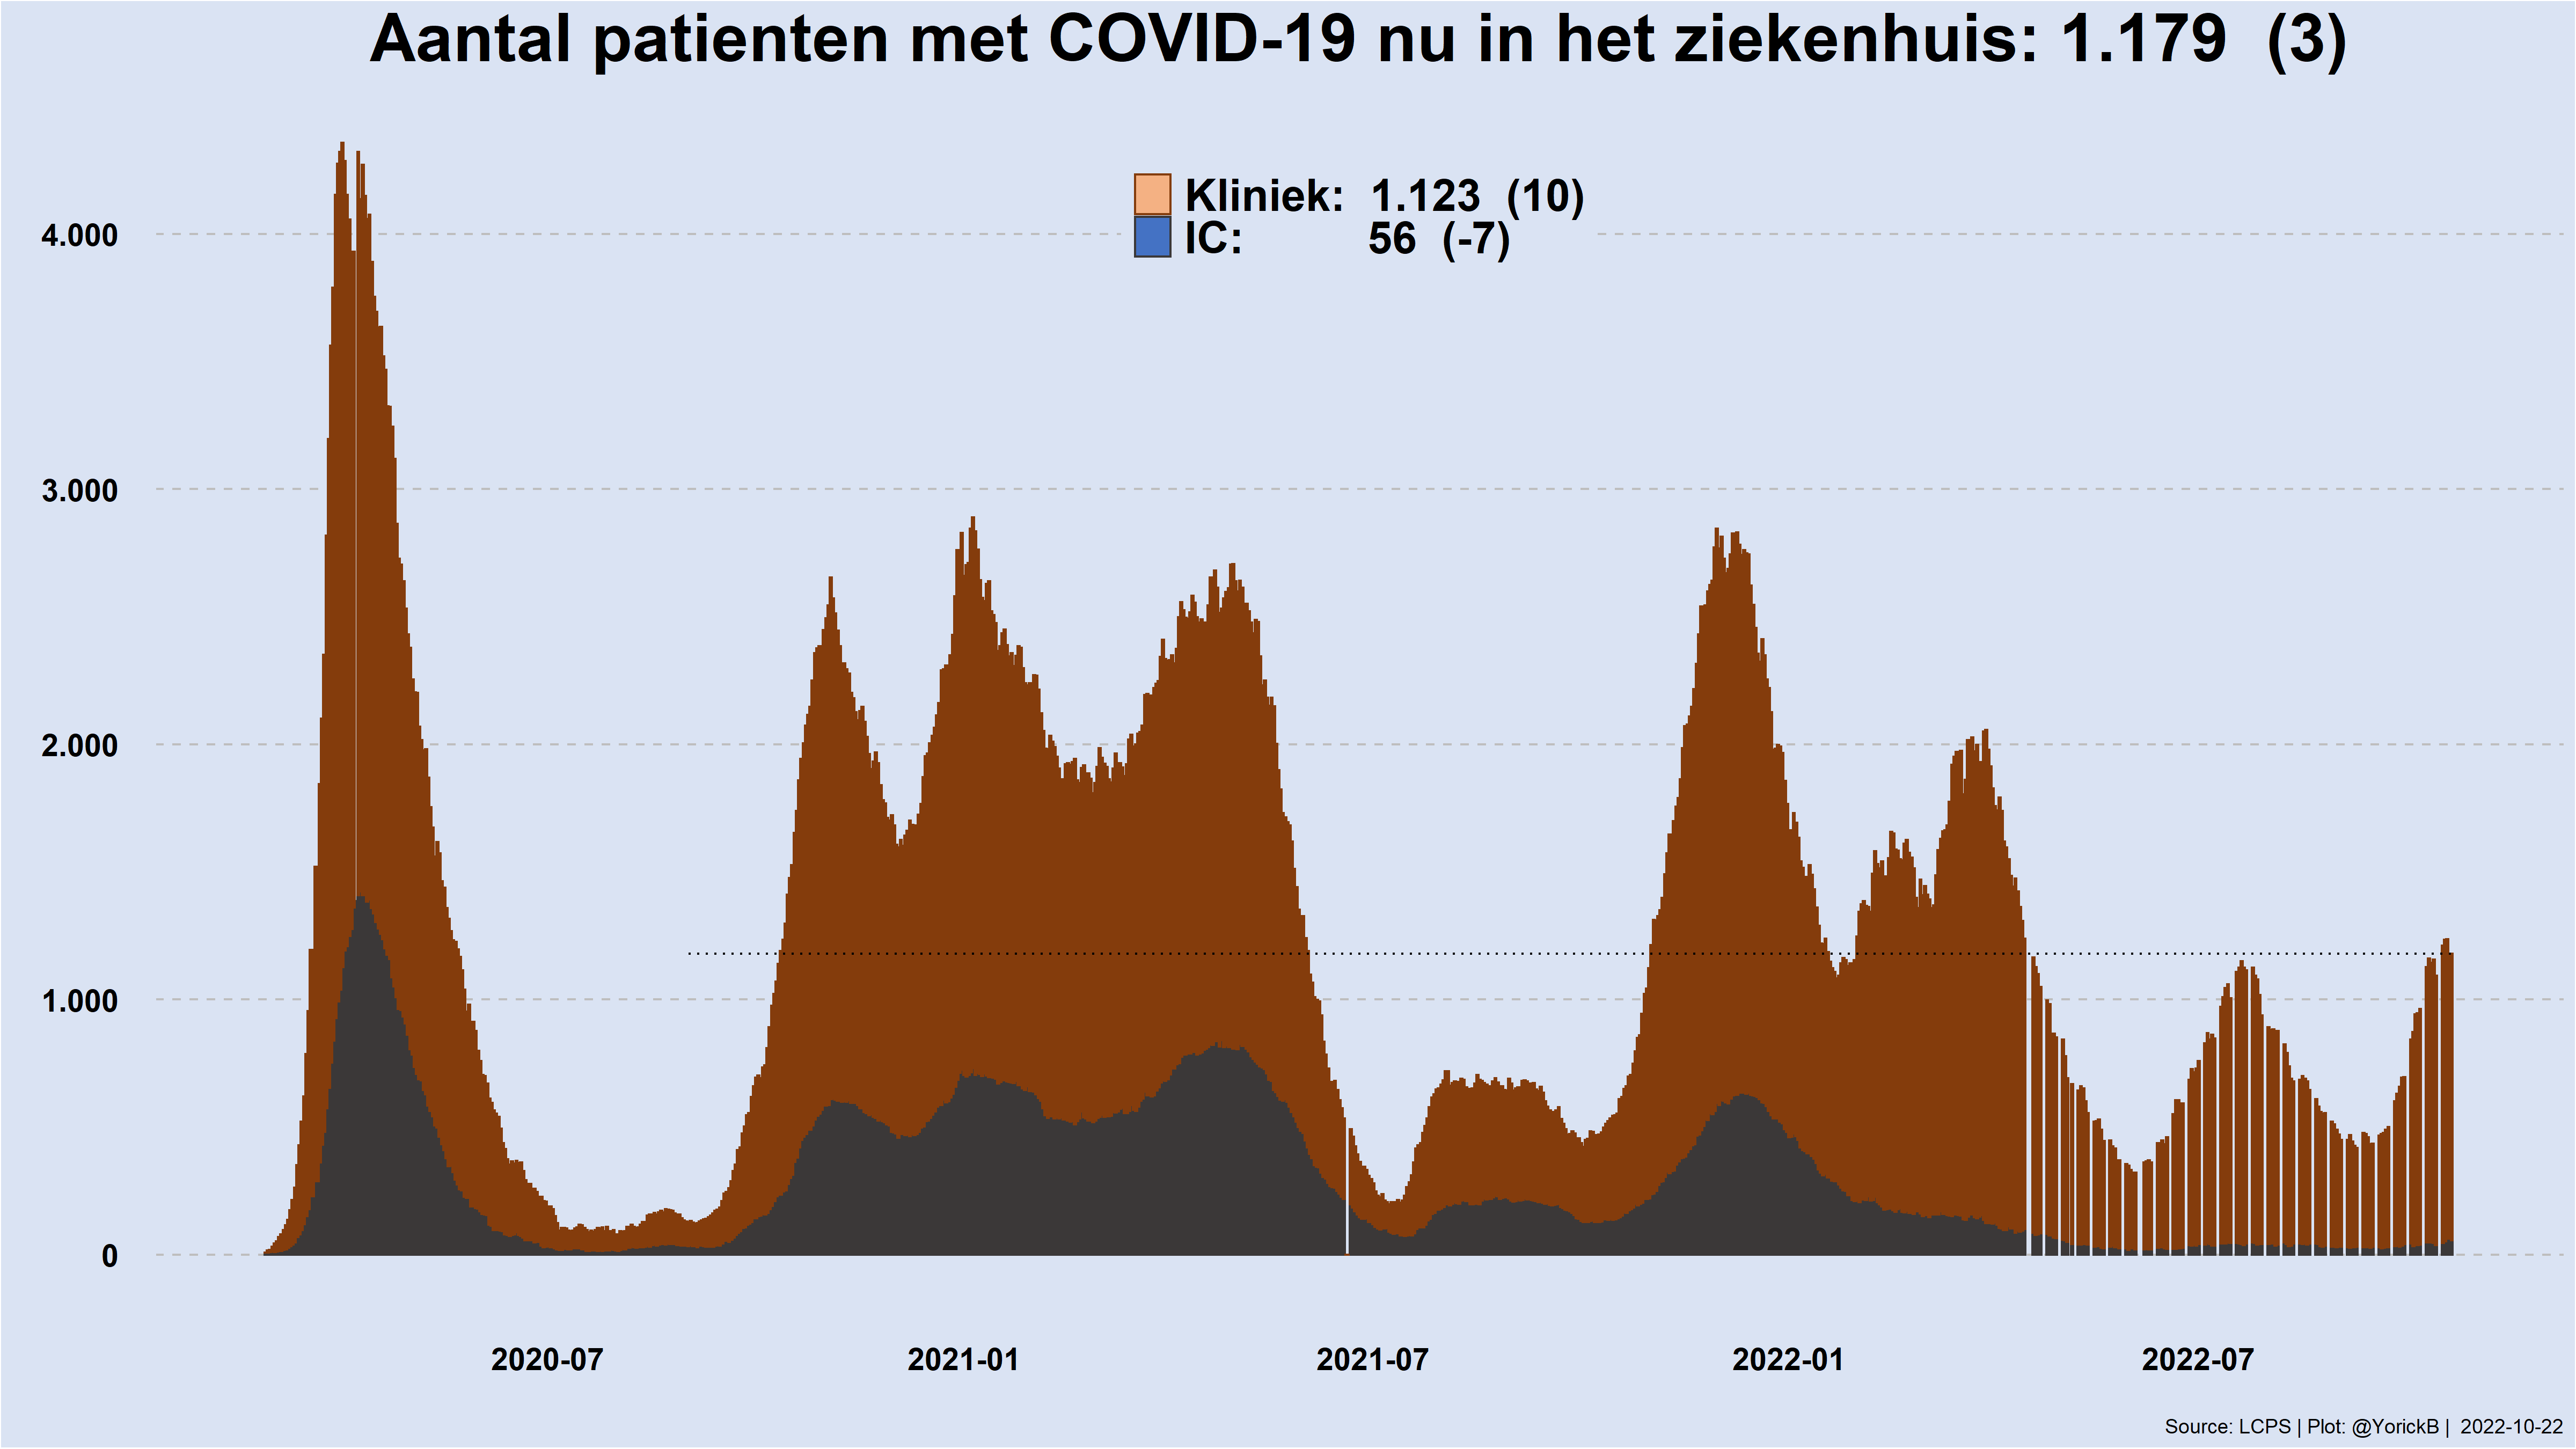 Aantal patienten met COVID-19 nu in het ziekenhuis: 1.179 (3)
Kliniek: 1.123 (10)
IC: 56 (-7)
4.000
3.000
2.000
1.000
0
2020-07 2021-01 2021-07 2022-01 2022-07
Source: LCPS | Plot: @YorickB | 2022-10-22